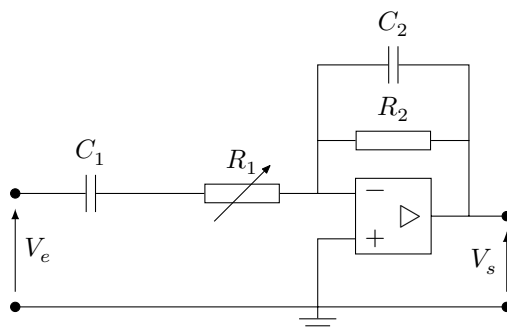 C₂
R₂
C₁
R₁
−
+
Vₑ
Vₛ